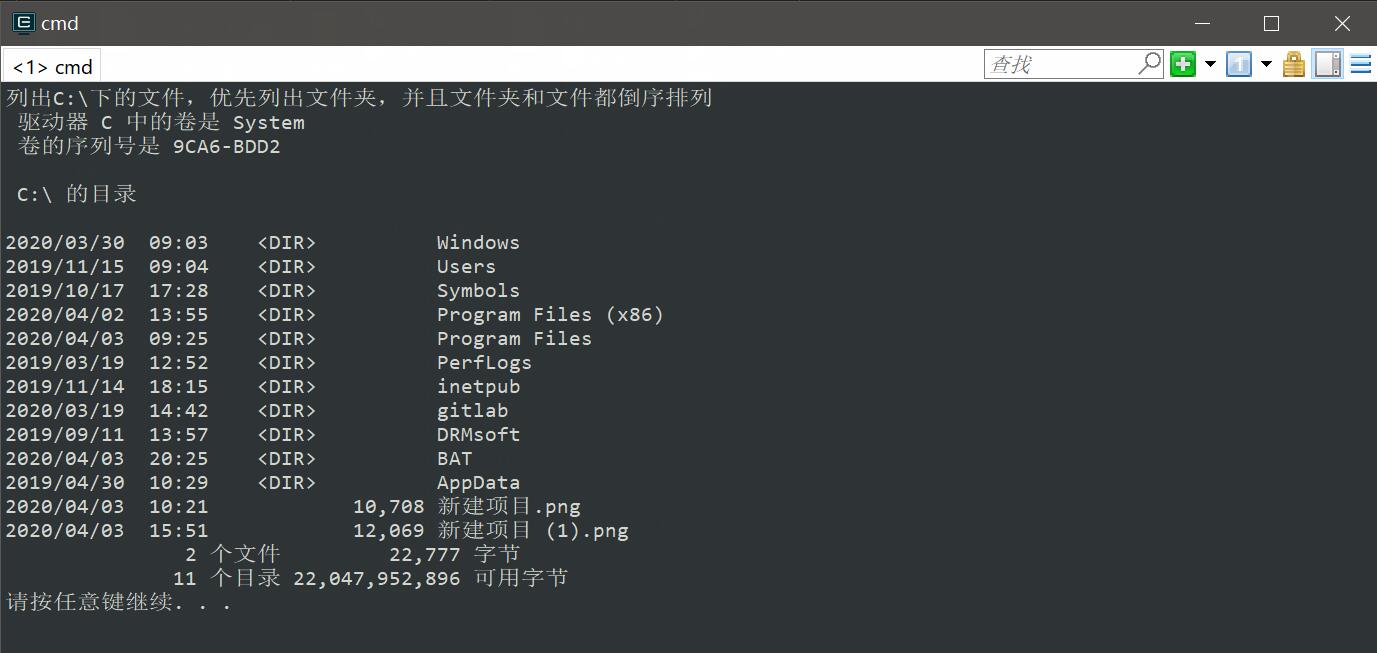 cmd
<1> cmd
查找
1
列出C:\下的文件，优先列出文件夹，并且文件夹和文件都倒序排列
驱动器 C 中的卷是 System
卷的序列号是 9CA6-BDD2
C:\ 的目录
2020/03/30  09:03    <DIR>          Windows
2019/11/15  09:04    <DIR>          Users
2019/10/17  17:28    <DIR>          Symbols
2020/04/02  13:55    <DIR>          Program Files (x86)
2020/04/03  09:25    <DIR>          Program Files
2019/03/19  12:52    <DIR>          PerfLogs
2019/11/14  18:15    <DIR>          inetpub
2020/03/19  14:42    <DIR>          gitlab
2019/09/11  13:57    <DIR>          DRMsoft
2020/04/03  20:25    <DIR>          BAT
2019/04/30  10:29    <DIR>          AppData
2020/04/03  10:21            10,708 新建项目.png
2020/04/03  15:51            12,069 新建项目 (1).png
2 个文件         22,777 字节
11 个目录 22,047,952,896 可用字节
请按任意键继续. . .